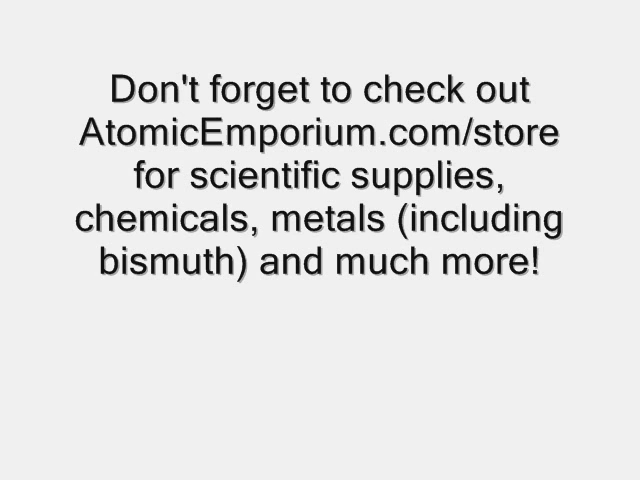 Don't forget to check out
AtomicEmporium.com/store
for scientific supplies,
chemicals, metals (including
bismuth) and much more!